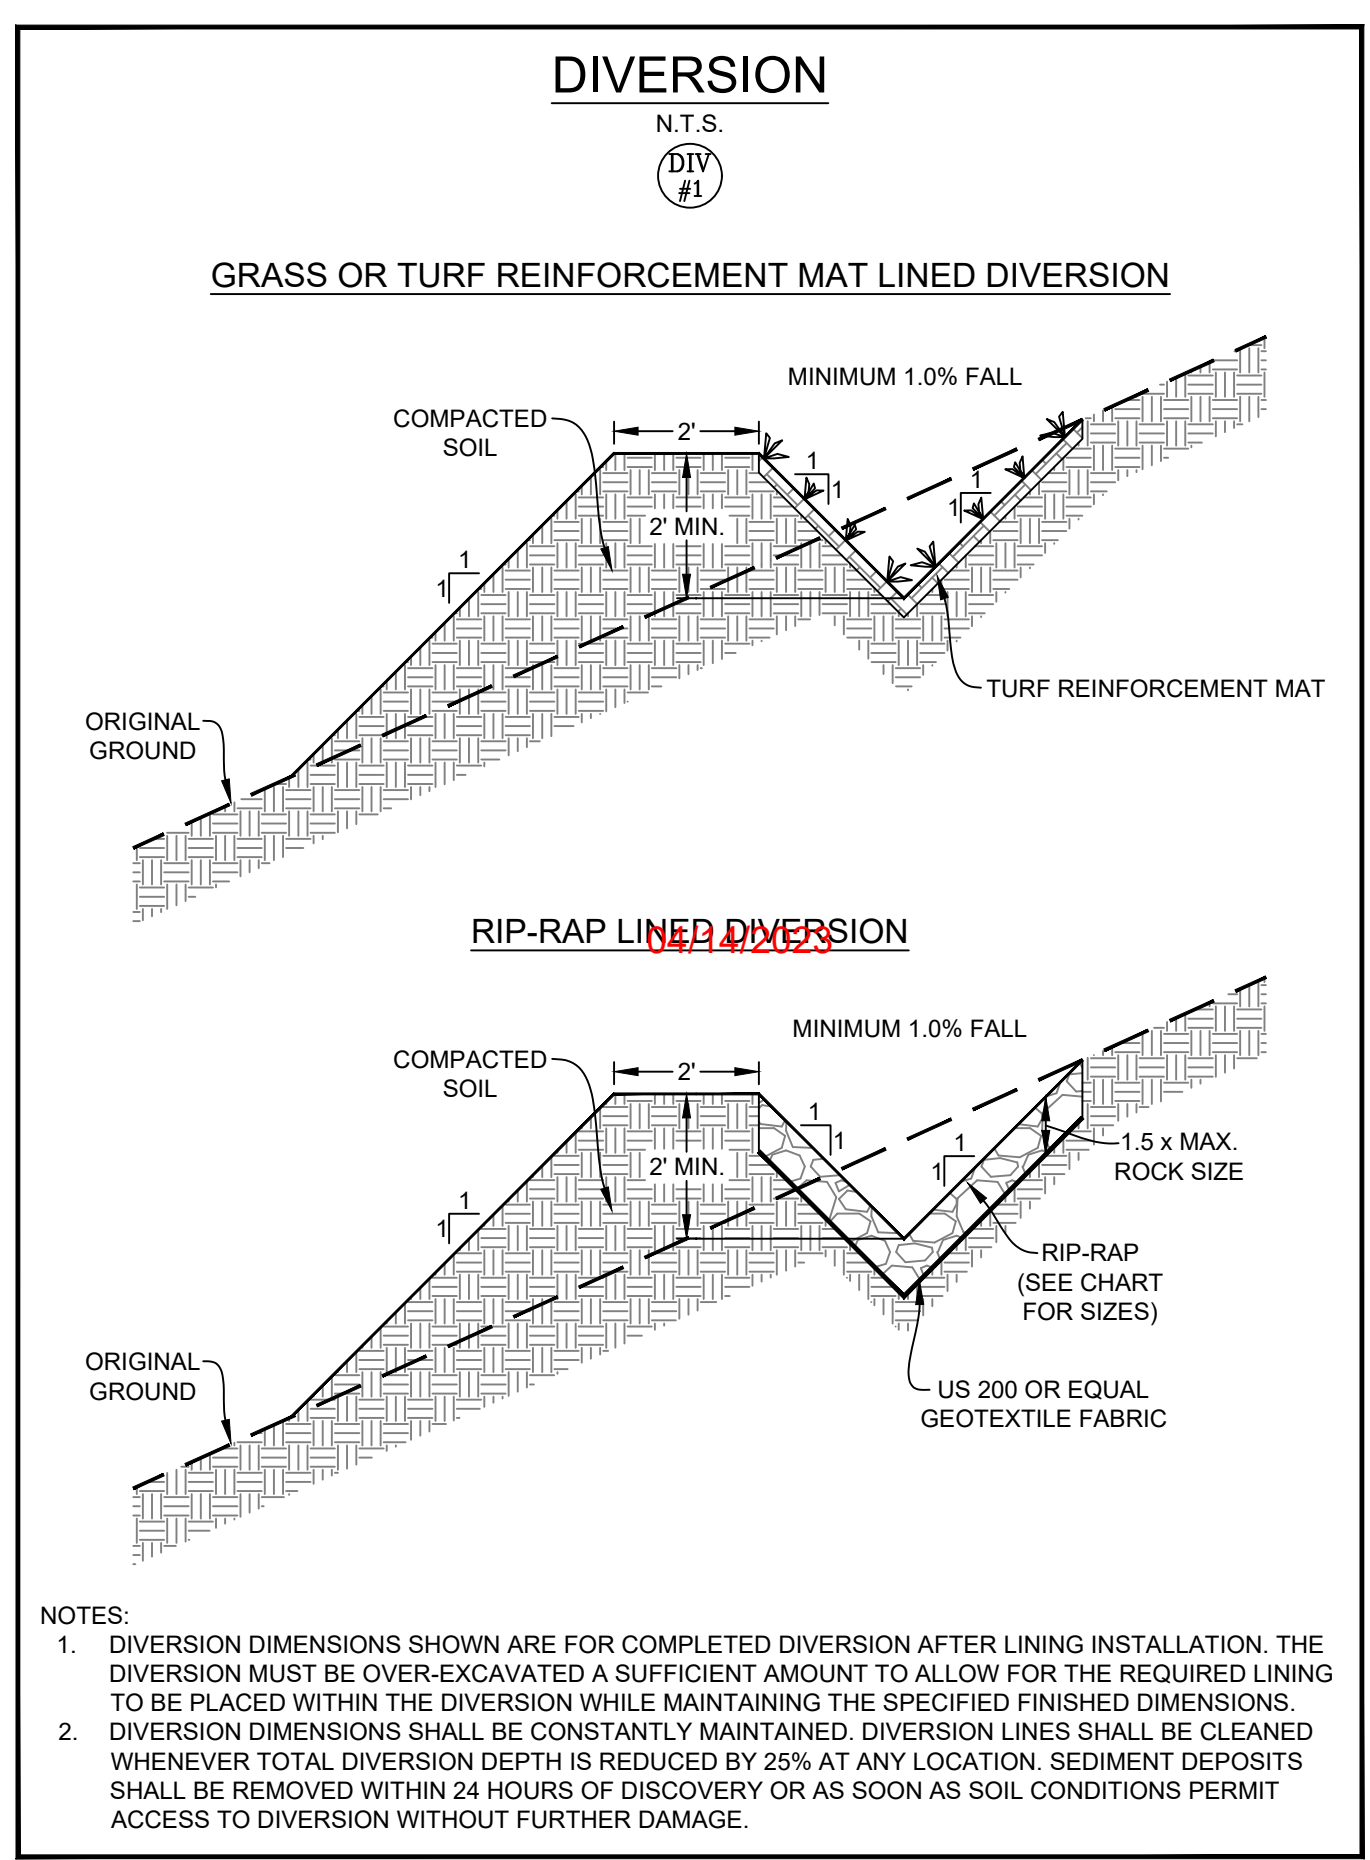 DIVERSION
N.T.S.
DIV
#1
GRASS OR TURF REINFORCEMENT MAT LINED DIVERSION
MINIMUM 1.0% FALL
COMPACTED
SOIL
2'
1
1
1
1
2' MIN.
1
1
TURF REINFORCEMENT MAT
ORIGINAL
GROUND
RIP-RAP LINED DIVERSION
04/14/2023
MINIMUM 1.0% FALL
COMPACTED
SOIL
2'
1
1
1
1
1.5 x MAX.
ROCK SIZE
2' MIN.
1
1
RIP-RAP
(SEE CHART
FOR SIZES)
ORIGINAL
GROUND
US 200 OR EQUAL
GEOTEXTILE FABRIC
NOTES:
1. DIVERSION DIMENSIONS SHOWN ARE FOR COMPLETED DIVERSION AFTER LINING INSTALLATION. THE
DIVERSION MUST BE OVER-EXCAVATED A SUFFICIENT AMOUNT TO ALLOW FOR THE REQUIRED LINING
TO BE PLACED WITHIN THE DIVERSION WHILE MAINTAINING THE SPECIFIED FINISHED DIMENSIONS.
2. DIVERSION DIMENSIONS SHALL BE CONSTANTLY MAINTAINED. DIVERSION LINES SHALL BE CLEANED
WHENEVER TOTAL DIVERSION DEPTH IS REDUCED BY 25% AT ANY LOCATION. SEDIMENT DEPOSITS
SHALL BE REMOVED WITHIN 24 HOURS OF DISCOVERY OR AS SOON AS SOIL CONDITIONS PERMIT
ACCESS TO DIVERSION WITHOUT FURTHER DAMAGE.